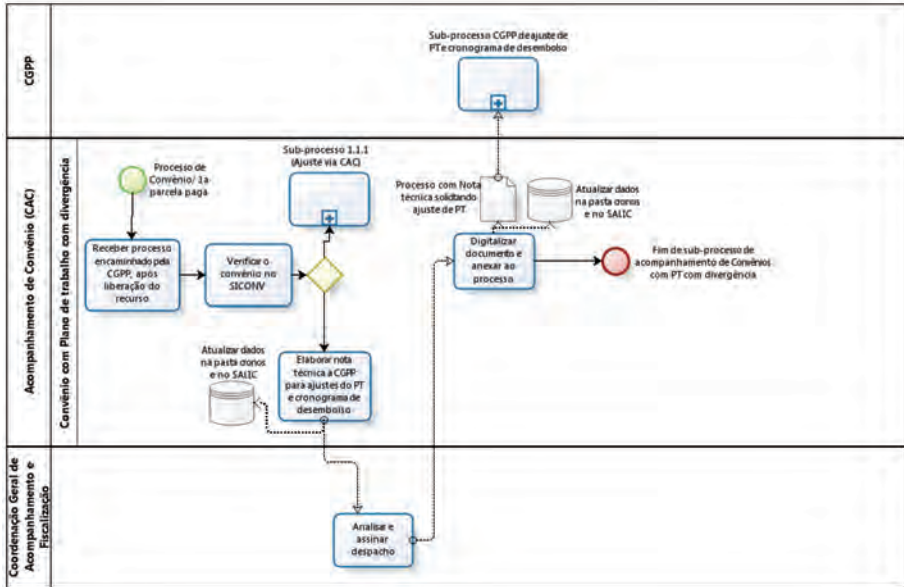 CGPP
Sub-processo CGPP de ajuste de
PT e cronograma de desembolso
Acompanhamento de Convênio (CAC)
Convênio com Plano de trabalho com divergência
Processo de
Convênio/ 1a
parcela paga
Receber processo
encaminhado pela
CGPP, após
liberação do
recurso
Verificar o
convênio no
SICONV
Sub-processo 1.1.1
(Ajuste via CAC)
Atualizar dados
na pasta cronos
e no SALIC
Elaborar nota
técnica à CGPP
para ajustes do PT
e cronograma de
desembolso
Processo com Nota
técnica solicitando
ajuste de PT
Atualizar dados
na pasta cronos
e no SALIC
Digitalizar
documento e
anexar ao
processo
Fim de sub-processo de
acompanhamento de Convênios
com PT com divergência
Coordenação Geral de
Acompanhamento e
Fiscalização
Analisar e
assinar
despacho